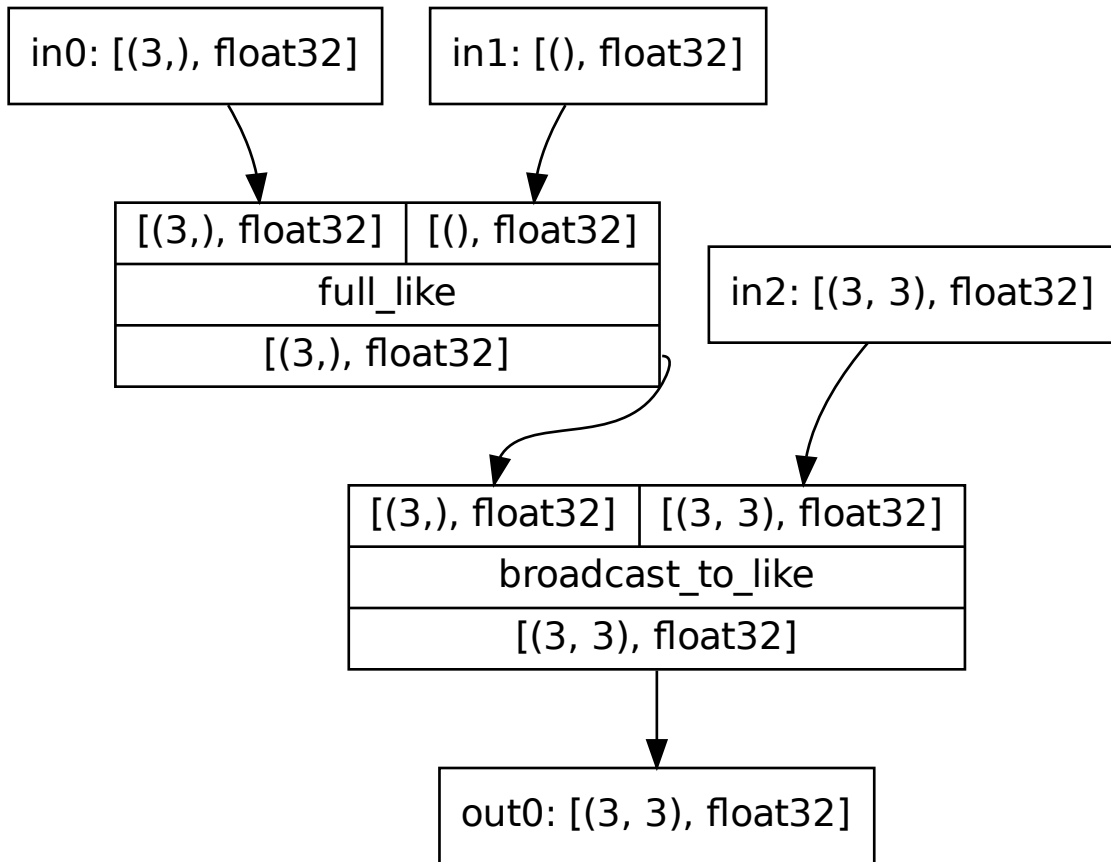 in0: [(3,), float32]
in1: [(), float32]
[(3,), float32]
[(), float32]
full_like
[(3,), float32]
in2: [(3, 3), float32]
[(3,), float32]
[(3, 3), float32]
broadcast_to_like
[(3, 3), float32]
out0: [(3, 3), float32]